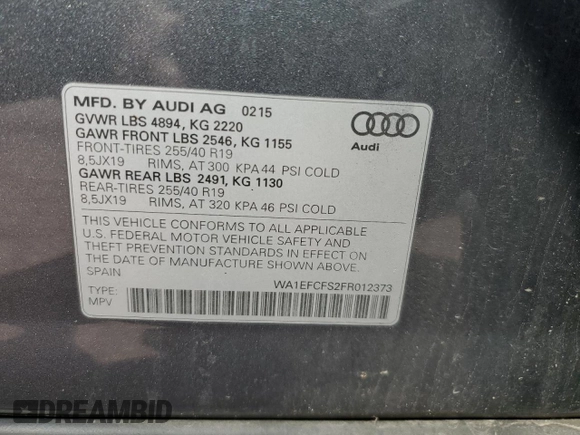 MFD. BY AUDI AG 0215
GVWR LBS 4894, KG 2220
GAWR FRONT LBS 2546, KG 1155
FRONT-TIRES 255/40 R19
8,5JX19 RIMS, AT 300 KPA 44 PSI COLD
GAWR REAR LBS 2491, KG 1130
REAR-TIRES 255/40 R19
8,5JX19 RIMS, AT 320 KPA 46 PSI COLD
THIS VEHICLE CONFORMS TO ALL APPLICABLE
U.S. FEDERAL MOTOR VEHICLE SAFETY AND
THEFT PREVENTION STANDARDS IN EFFECT ON
THE DATE OF MANUFACTURE SHOWN ABOVE.
SPAIN
WA1EFCFS2FR012373
TYPE:
MPV
Audi
DREAMBID